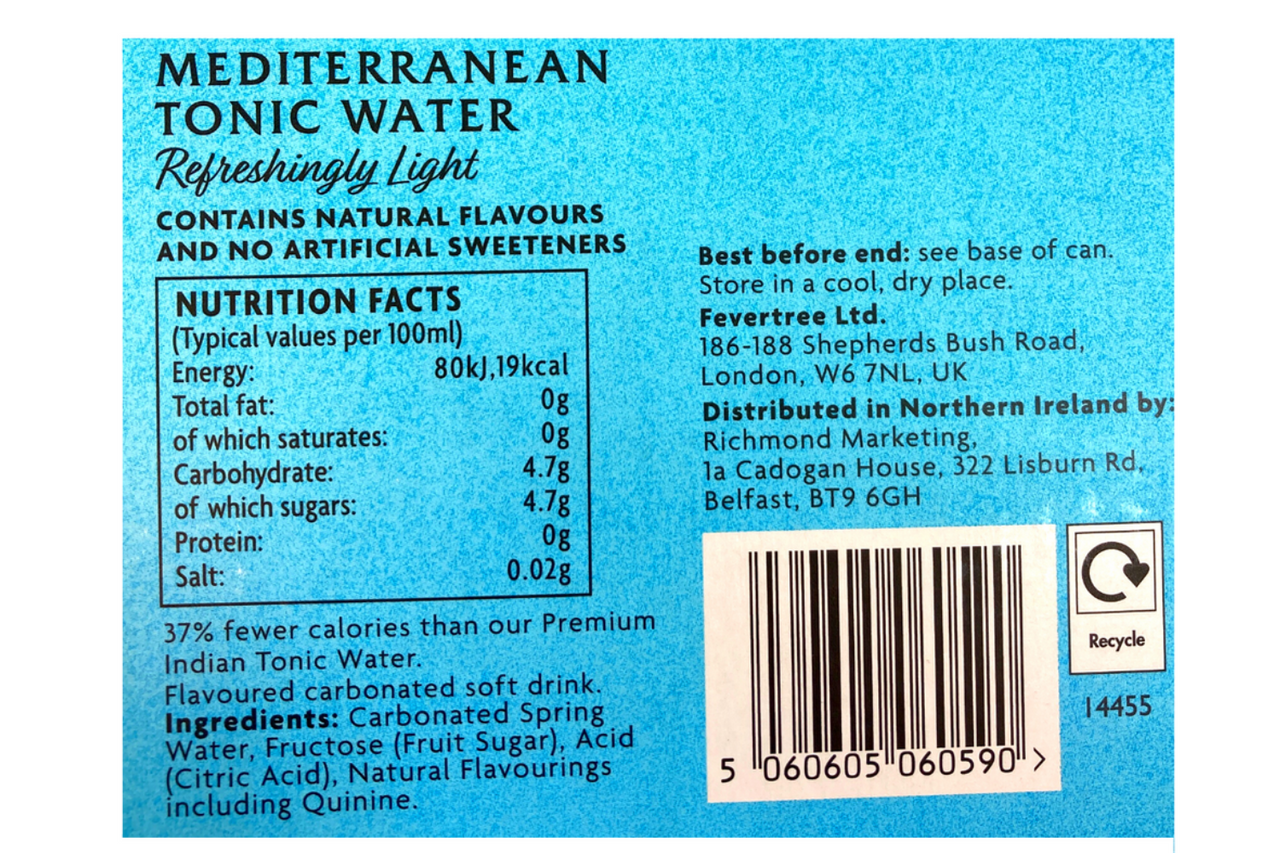 MEDITERRANEAN
TONIC WATER
Refreshingly Light
CONTAINS NATURAL FLAVOURS
AND NO ARTIFICIAL SWEETENERS
NUTRITION FACTS
(Typical values per 100ml)
Energy: 80kJ,19kcal
Total fat: 0g
of which saturates: 0g
Carbohydrate: 4.7g
of which sugars: 4.7g
Protein: 0g
Salt: 0.02g
37% fewer calories than our Premium
Indian Tonic Water.
Flavoured carbonated soft drink.
Ingredients: Carbonated Spring
Water, Fructose (Fruit Sugar), Acid
(Citric Acid), Natural Flavourings
including Quinine.
Best before end: see base of can.
Store in a cool, dry place.
Fevertree Ltd.
186-188 Shepherds Bush Road,
London, W6 7NL, UK
Distributed in Northern Ireland by:
Richmond Marketing,
1a Cadogan House, 322 Lisburn Rd,
Belfast, BT9 6GH
5 060605 060590 >
Recycle
14455